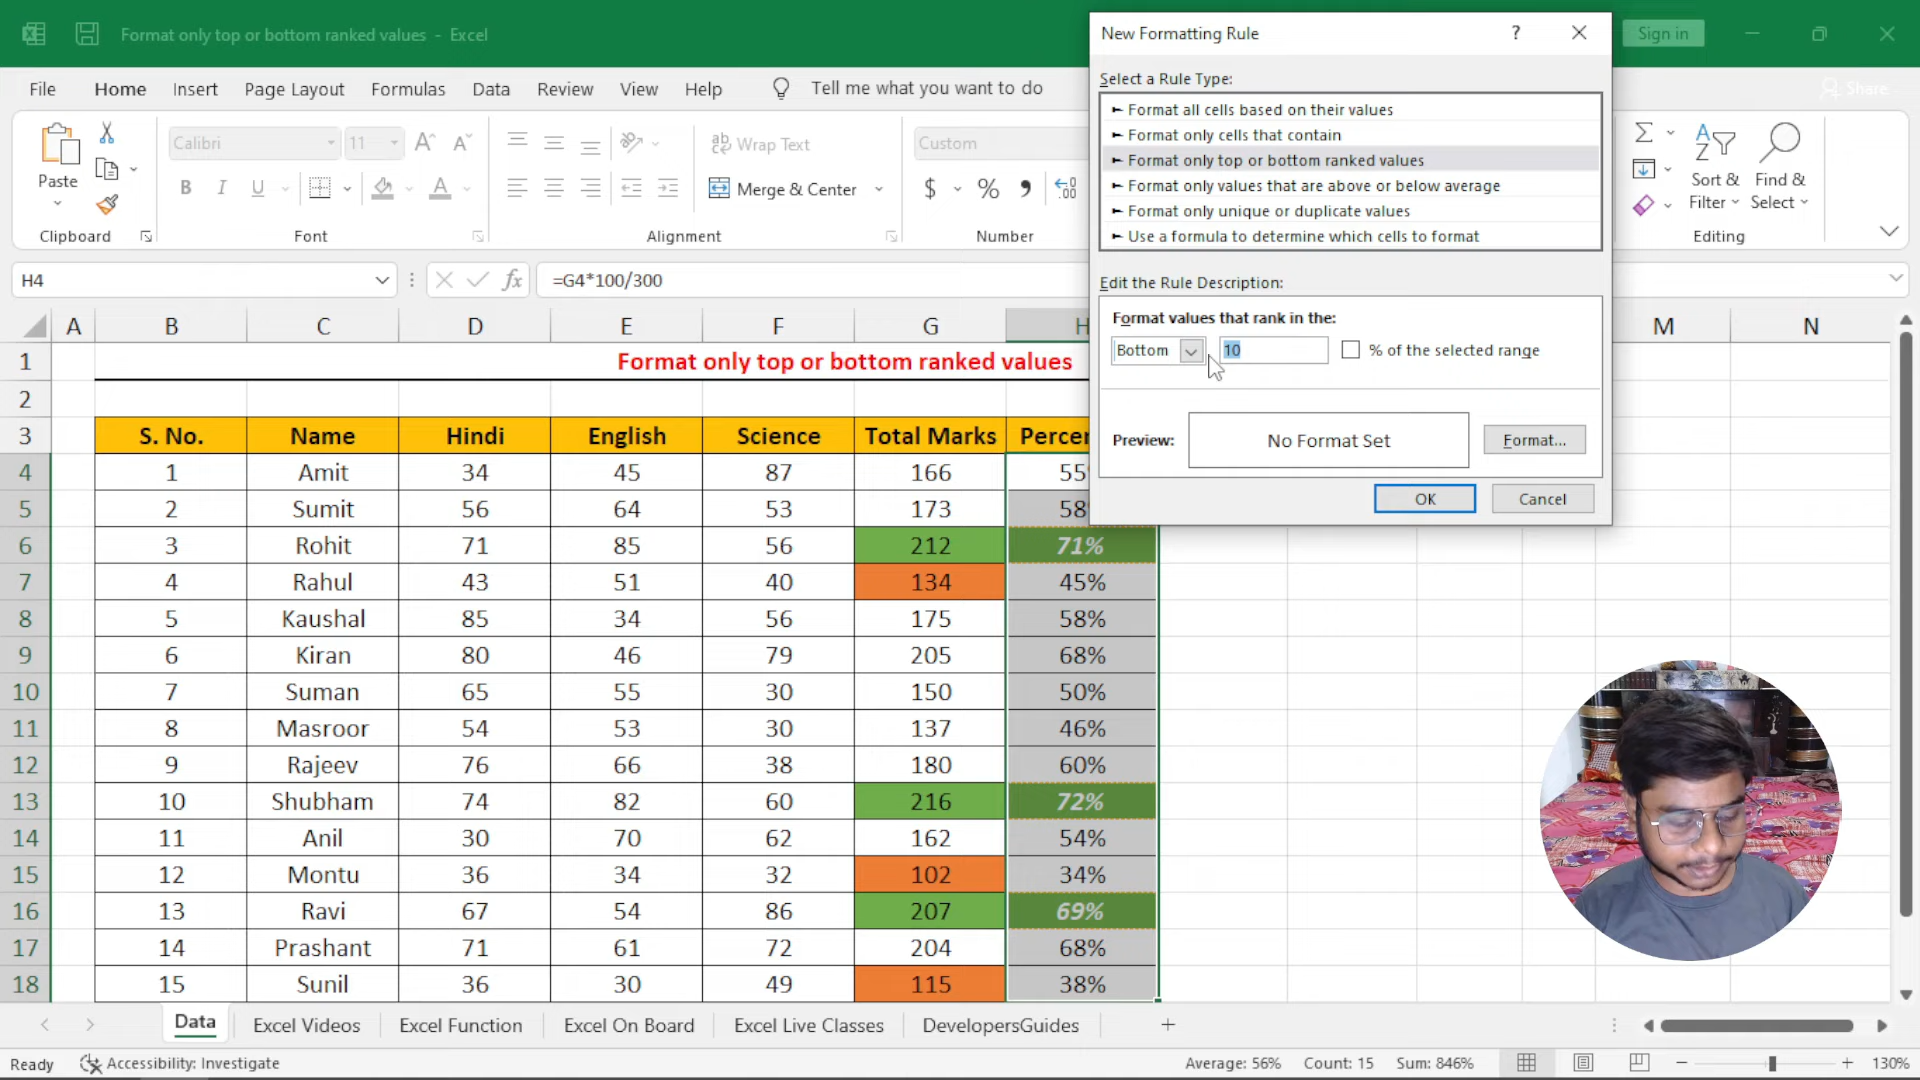 Format only top or bottom ranked values - Excel
Sign in
New Formatting Rule
?
File Home Insert Page Layout Formulas Data Review View Help Tell me what you want to do
Share
Paste
Calibri 11
B I U
Wrap Text
Merge & Center
Custom
$ %
Sort & Filter
Find & Select
Clipboard Font Alignment Number Editing
Select a Rule Type:
► Format all cells based on their values
► Format only cells that contain
► Format only top or bottom ranked values
► Format only values that are above or below average
► Format only unique or duplicate values
► Use a formula to determine which cells to format
Edit the Rule Description:
Format values that rank in the:
Bottom 10 % of the selected range
Preview: No Format Set Format...
OK Cancel
H4 fx =G4*100/300
A B C D E F G H M N
1 Format only top or bottom ranked values
2
3 S. No. Name Hindi English Science Total Marks Percen
4 1 Amit 34 45 87 166 55
5 2 Sumit 56 64 53 173 58
6 3 Rohit 71 85 56 212 71%
7 4 Rahul 43 51 40 134 45%
8 5 Kaushal 85 34 56 175 58%
9 6 Kiran 80 46 79 205 68%
10 7 Suman 65 55 30 150 50%
11 8 Masroor 54 53 30 137 46%
12 9 Rajeev 76 66 38 180 60%
13 10 Shubham 74 82 60 216 72%
14 11 Anil 30 70 62 162 54%
15 12 Montu 36 34 32 102 34%
16 13 Ravi 67 54 86 207 69%
17 14 Prashant 71 61 72 204 68%
18 15 Sunil 36 30 49 115 38%
Data Excel Videos Excel Function Excel On Board Excel Live Classes DevelopersGuides
Ready Accessibility: Investigate Average: 56% Count: 15 Sum: 846% 130%